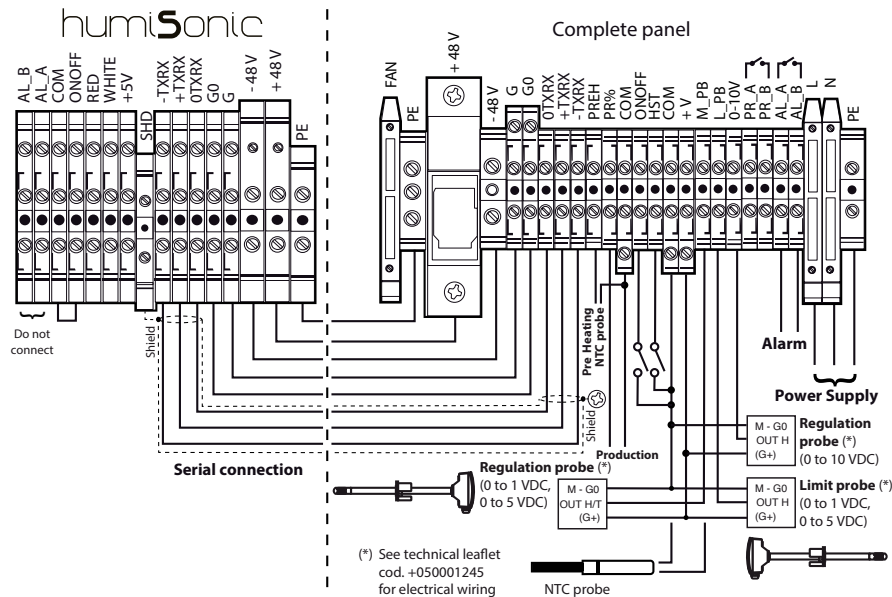 humiSonic
Complete panel
AL_B
AL_A
COM
ONOFF
RED
WHITE
+5V
SHD
-TXRX
+TXRX
0TXRX
G0
G
-48 V
+48 V
PE
FAN
PE
+48 V
-48 V
G
G0
0TXRX
+TXRX
-TXRX
PREH
PR%
COM
ONOFF
HST
COM
+V
M_PB
L_PB
0-10V
PR_A
PR_B
AL_A
AL_B
L
N
PE
Do not
connect
Shield
Serial connection
Shield
Pre Heating
NTC probe
Production
Alarm
Power Supply
M - G0
OUT H
(G+)
Regulation
probe (*)
(0 to 10 VDC)
Regulation probe (*)
(0 to 1 VDC,
0 to 5 VDC)
M - G0
OUT H/T
(G+)
M - G0
OUT H
(G+)
Limit probe (*)
(0 to 1 VDC,
0 to 5 VDC)
(*) See technical leaflet
cod. +050001245
for electrical wiring
NTC probe